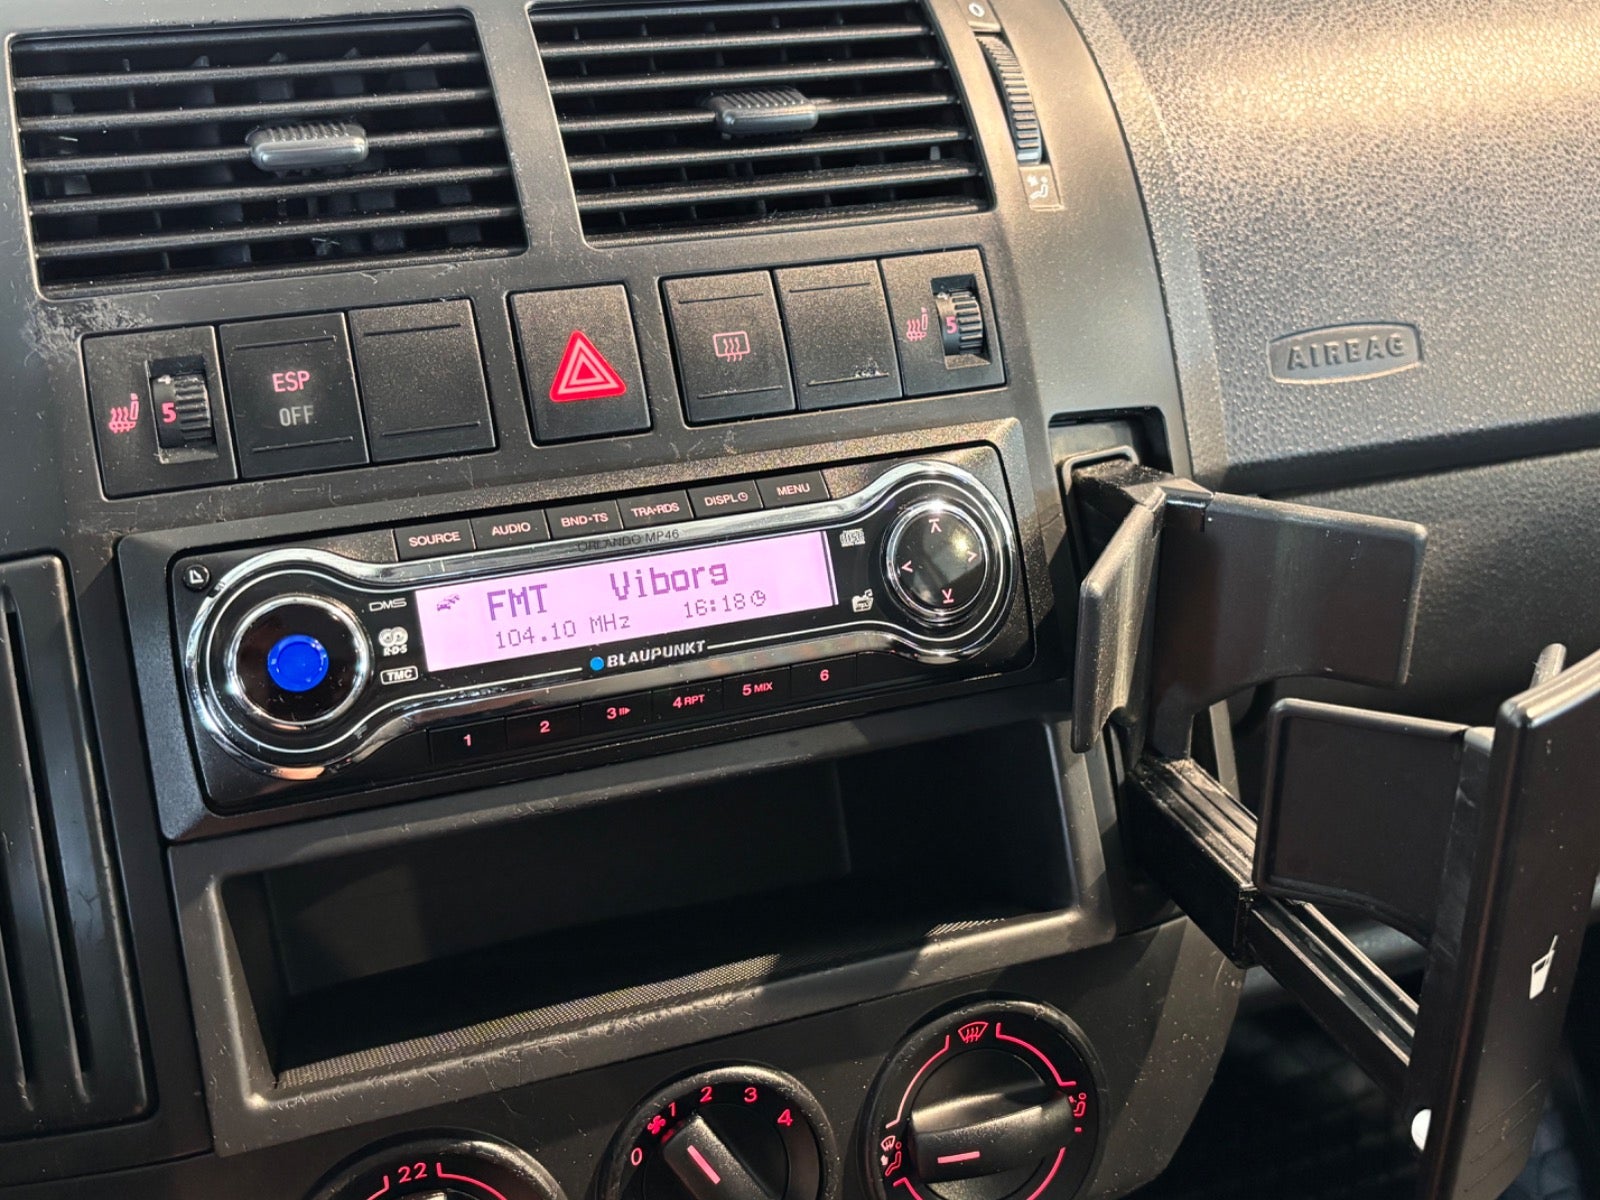 0
AIRBAG
5
ESP
OFF
5
SOURCE
AUDIO
BND•TS
TRA•RDS
DISPL
MENU
ORLANDO MP46
DMS
R•D•S
TMC
FMT Viborg
104.10 MHz 16:18
BLAUPUNKT
1
2
3
4 RPT
5 MIX
6
22
0
1
2
3
4